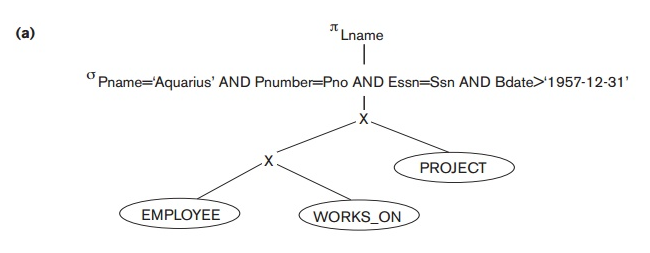 (a)
π Lname
σ Pname=‘Aquarius’ AND Pnumber=Pno AND Essn=Ssn AND Bdate>‘1957-12-31’
X
X
PROJECT
EMPLOYEE WORKS_ON